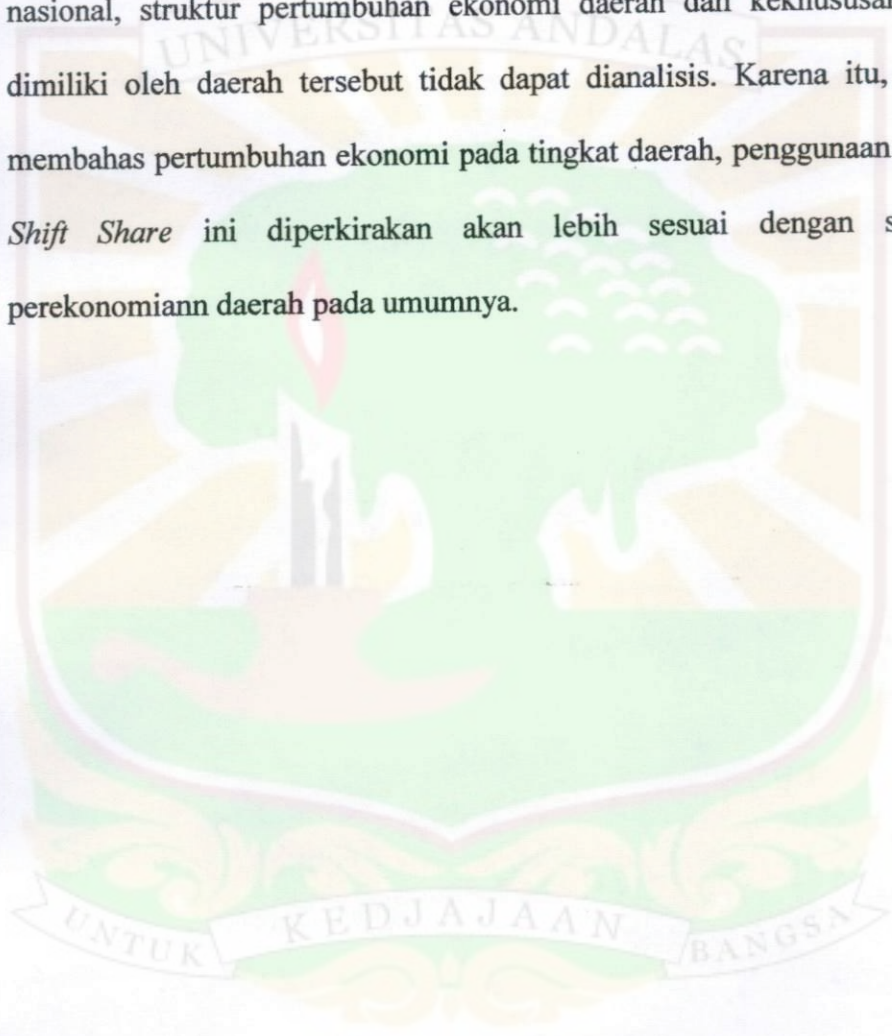 nasional, struktur pertumbuhan ekonomi daerah dan kekhususan
UNIVERSITAS ANDALAS
dimiliki oleh daerah tersebut tidak dapat dianalisis. Karena itu,
membahas pertumbuhan ekonomi pada tingkat daerah, penggunaan
Shift Share ini diperkirakan akan lebih sesuai dengan s
perekonomiann daerah pada umumnya.
UNTUK KEDJAJAAN BANGSA